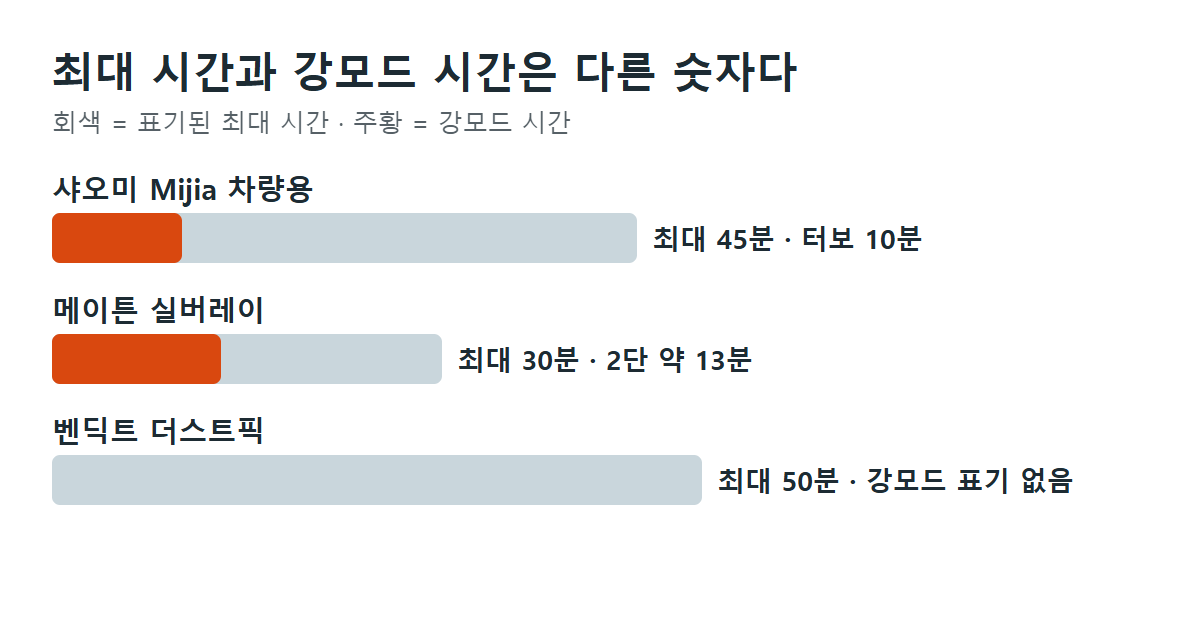 최대 시간과 강모드 시간은 다른 숫자다
회색 = 표기된 최대 시간 · 주황 = 강모드 시간
샤오미 Mijia 차량용
최대 45분 · 터보 10분
메이튼 실버레이
최대 30분 · 2단 약 13분
벤딕트 더스트픽
최대 50분 · 강모드 표기 없음